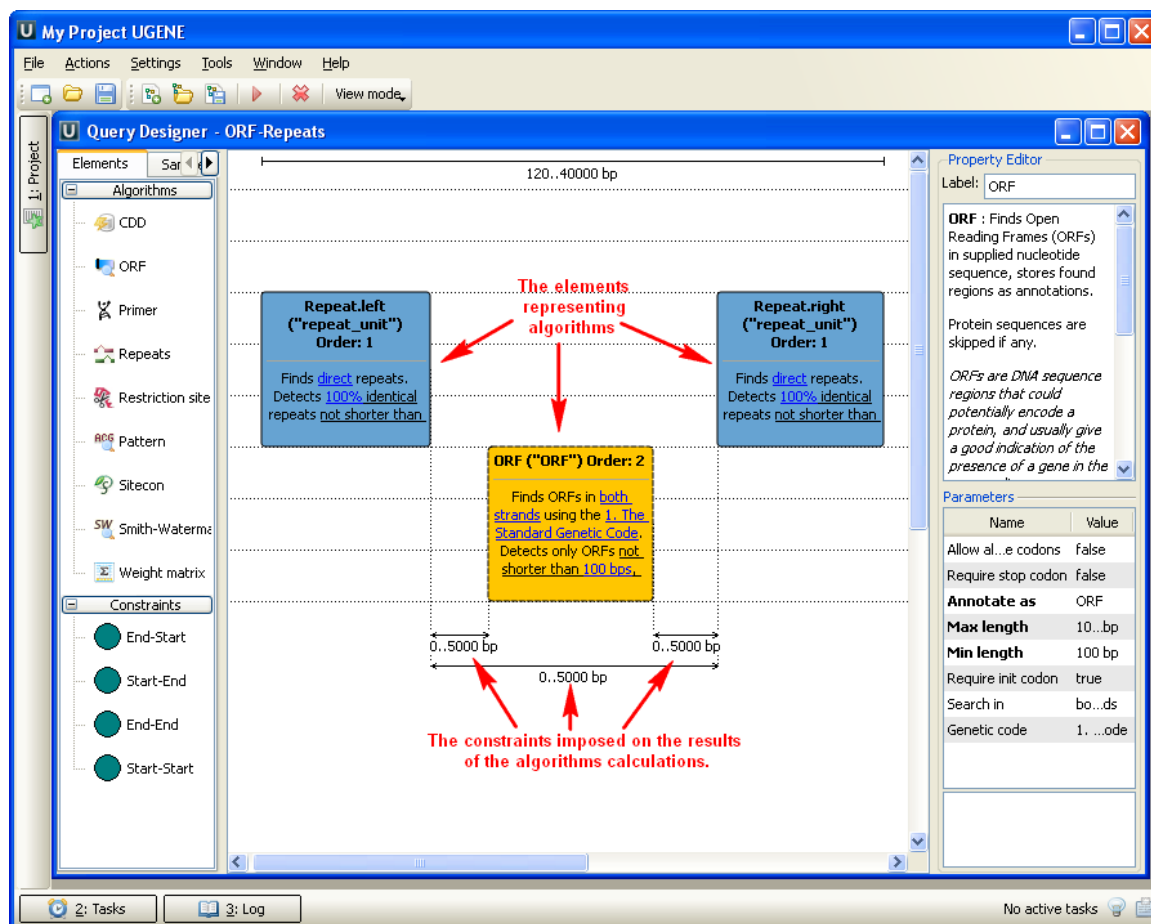 My Project UGENE
File Actions Settings Tools Window Help
View mode
1: Project
Query Designer - ORF-Repeats
Elements
Algorithms
CDD
ORF
Primer
Repeats
Restriction site
Pattern
Sitecon
SW Smith-Waterma
Weight matrix
Constraints
End-Start
Start-End
End-End
Start-Start
120..40000 bp
The elements
representing
algorithms
Repeat.left
("repeat_unit")
Order: 1
Finds direct repeats.
Detects 100% identical
repeats not shorter than
Repeat.right
("repeat_unit")
Order: 1
Finds direct repeats.
Detects 100% identical
repeats not shorter than
ORF ("ORF") Order: 2
Finds ORFs in both
strands using the 1. The
Standard Genetic Code.
Detects only ORFs not
shorter than 100 bps,
0..5000 bp
0..5000 bp
0..5000 bp
The constraints imposed on the results
of the algorithms calculations.
Property Editor
Label: ORF
ORF : Finds Open
Reading Frames (ORFs)
in supplied nucleotide
sequence, stores found
regions as annotations.
Protein sequences are
skipped if any.
ORFs are DNA sequence
regions that could
potentially encode a
protein, and usually give
a good indication of the
presence of a gene in the
Parameters
Name Value
Allow al...e codons false
Require stop codon false
Annotate as ORF
Max length 10...bp
Min length 100 bp
Require init codon true
Search in bo...ds
Genetic code 1. ...ode
2: Tasks
3: Log
No active tasks